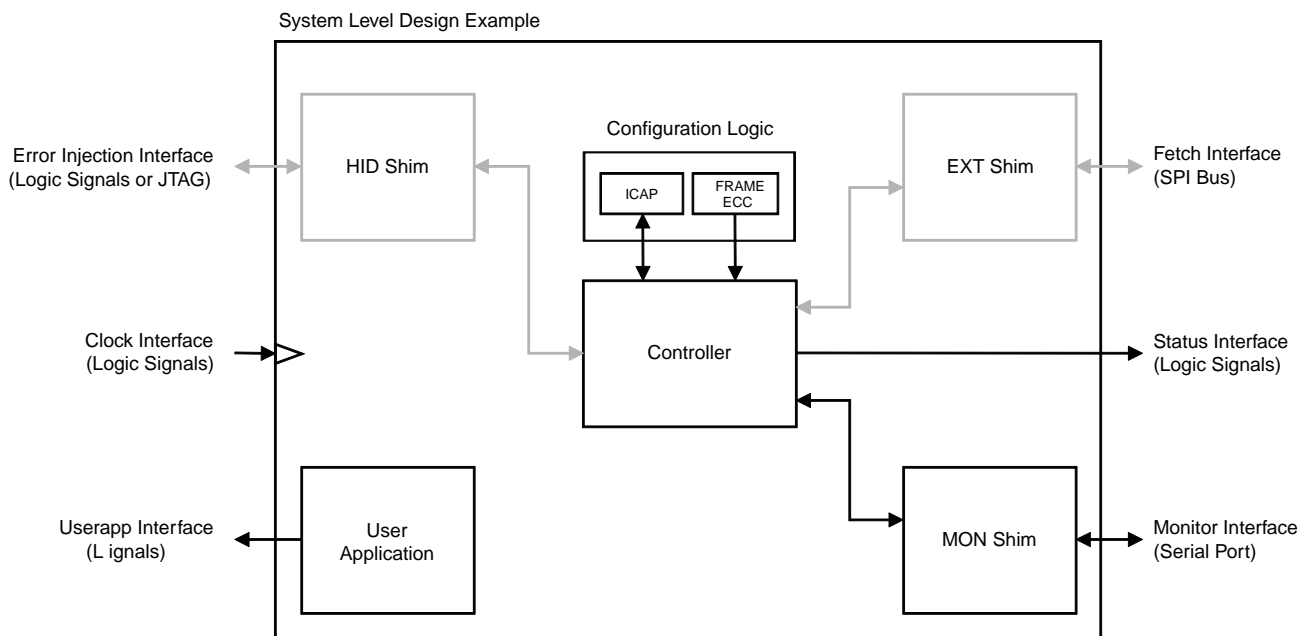 System Level Design Example
Error Injection Interface
(Logic Signals or JTAG)
HID Shim
Configuration Logic
ICAP
FRAME
ECC
EXT Shim
Fetch Interface
(SPI Bus)
Clock Interface
(Logic Signals)
Controller
Status Interface
(Logic Signals)
Userapp Interface
(L ignals)
User
Application
MON Shim
Monitor Interface
(Serial Port)